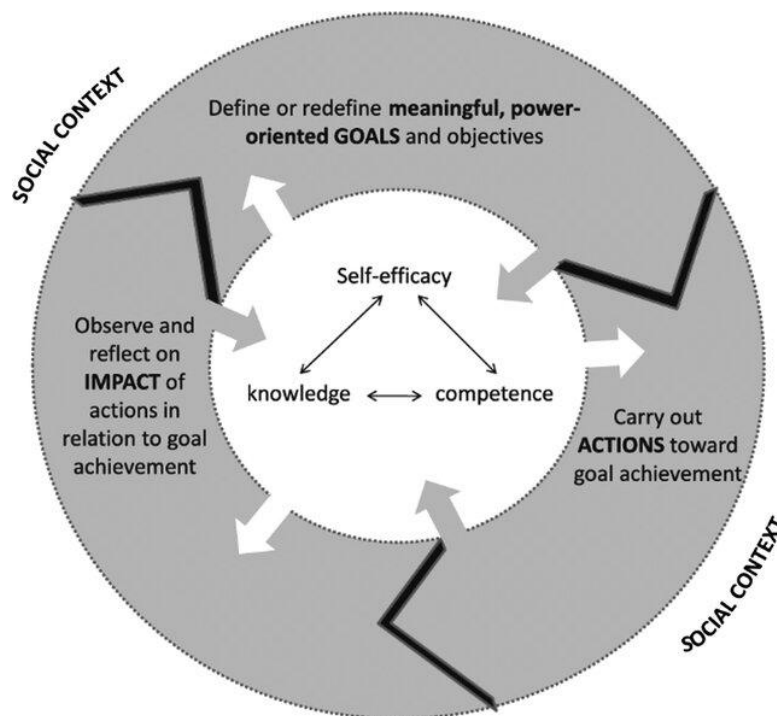 SOCIAL CONTEXT
Define or redefine meaningful, power-
oriented GOALS and objectives
Self-efficacy
knowledge
competence
Observe and
reflect on
IMPACT of
actions in
relation to goal
achievement
Carry out
ACTIONS toward
goal achievement
SOCIAL CONTEXT